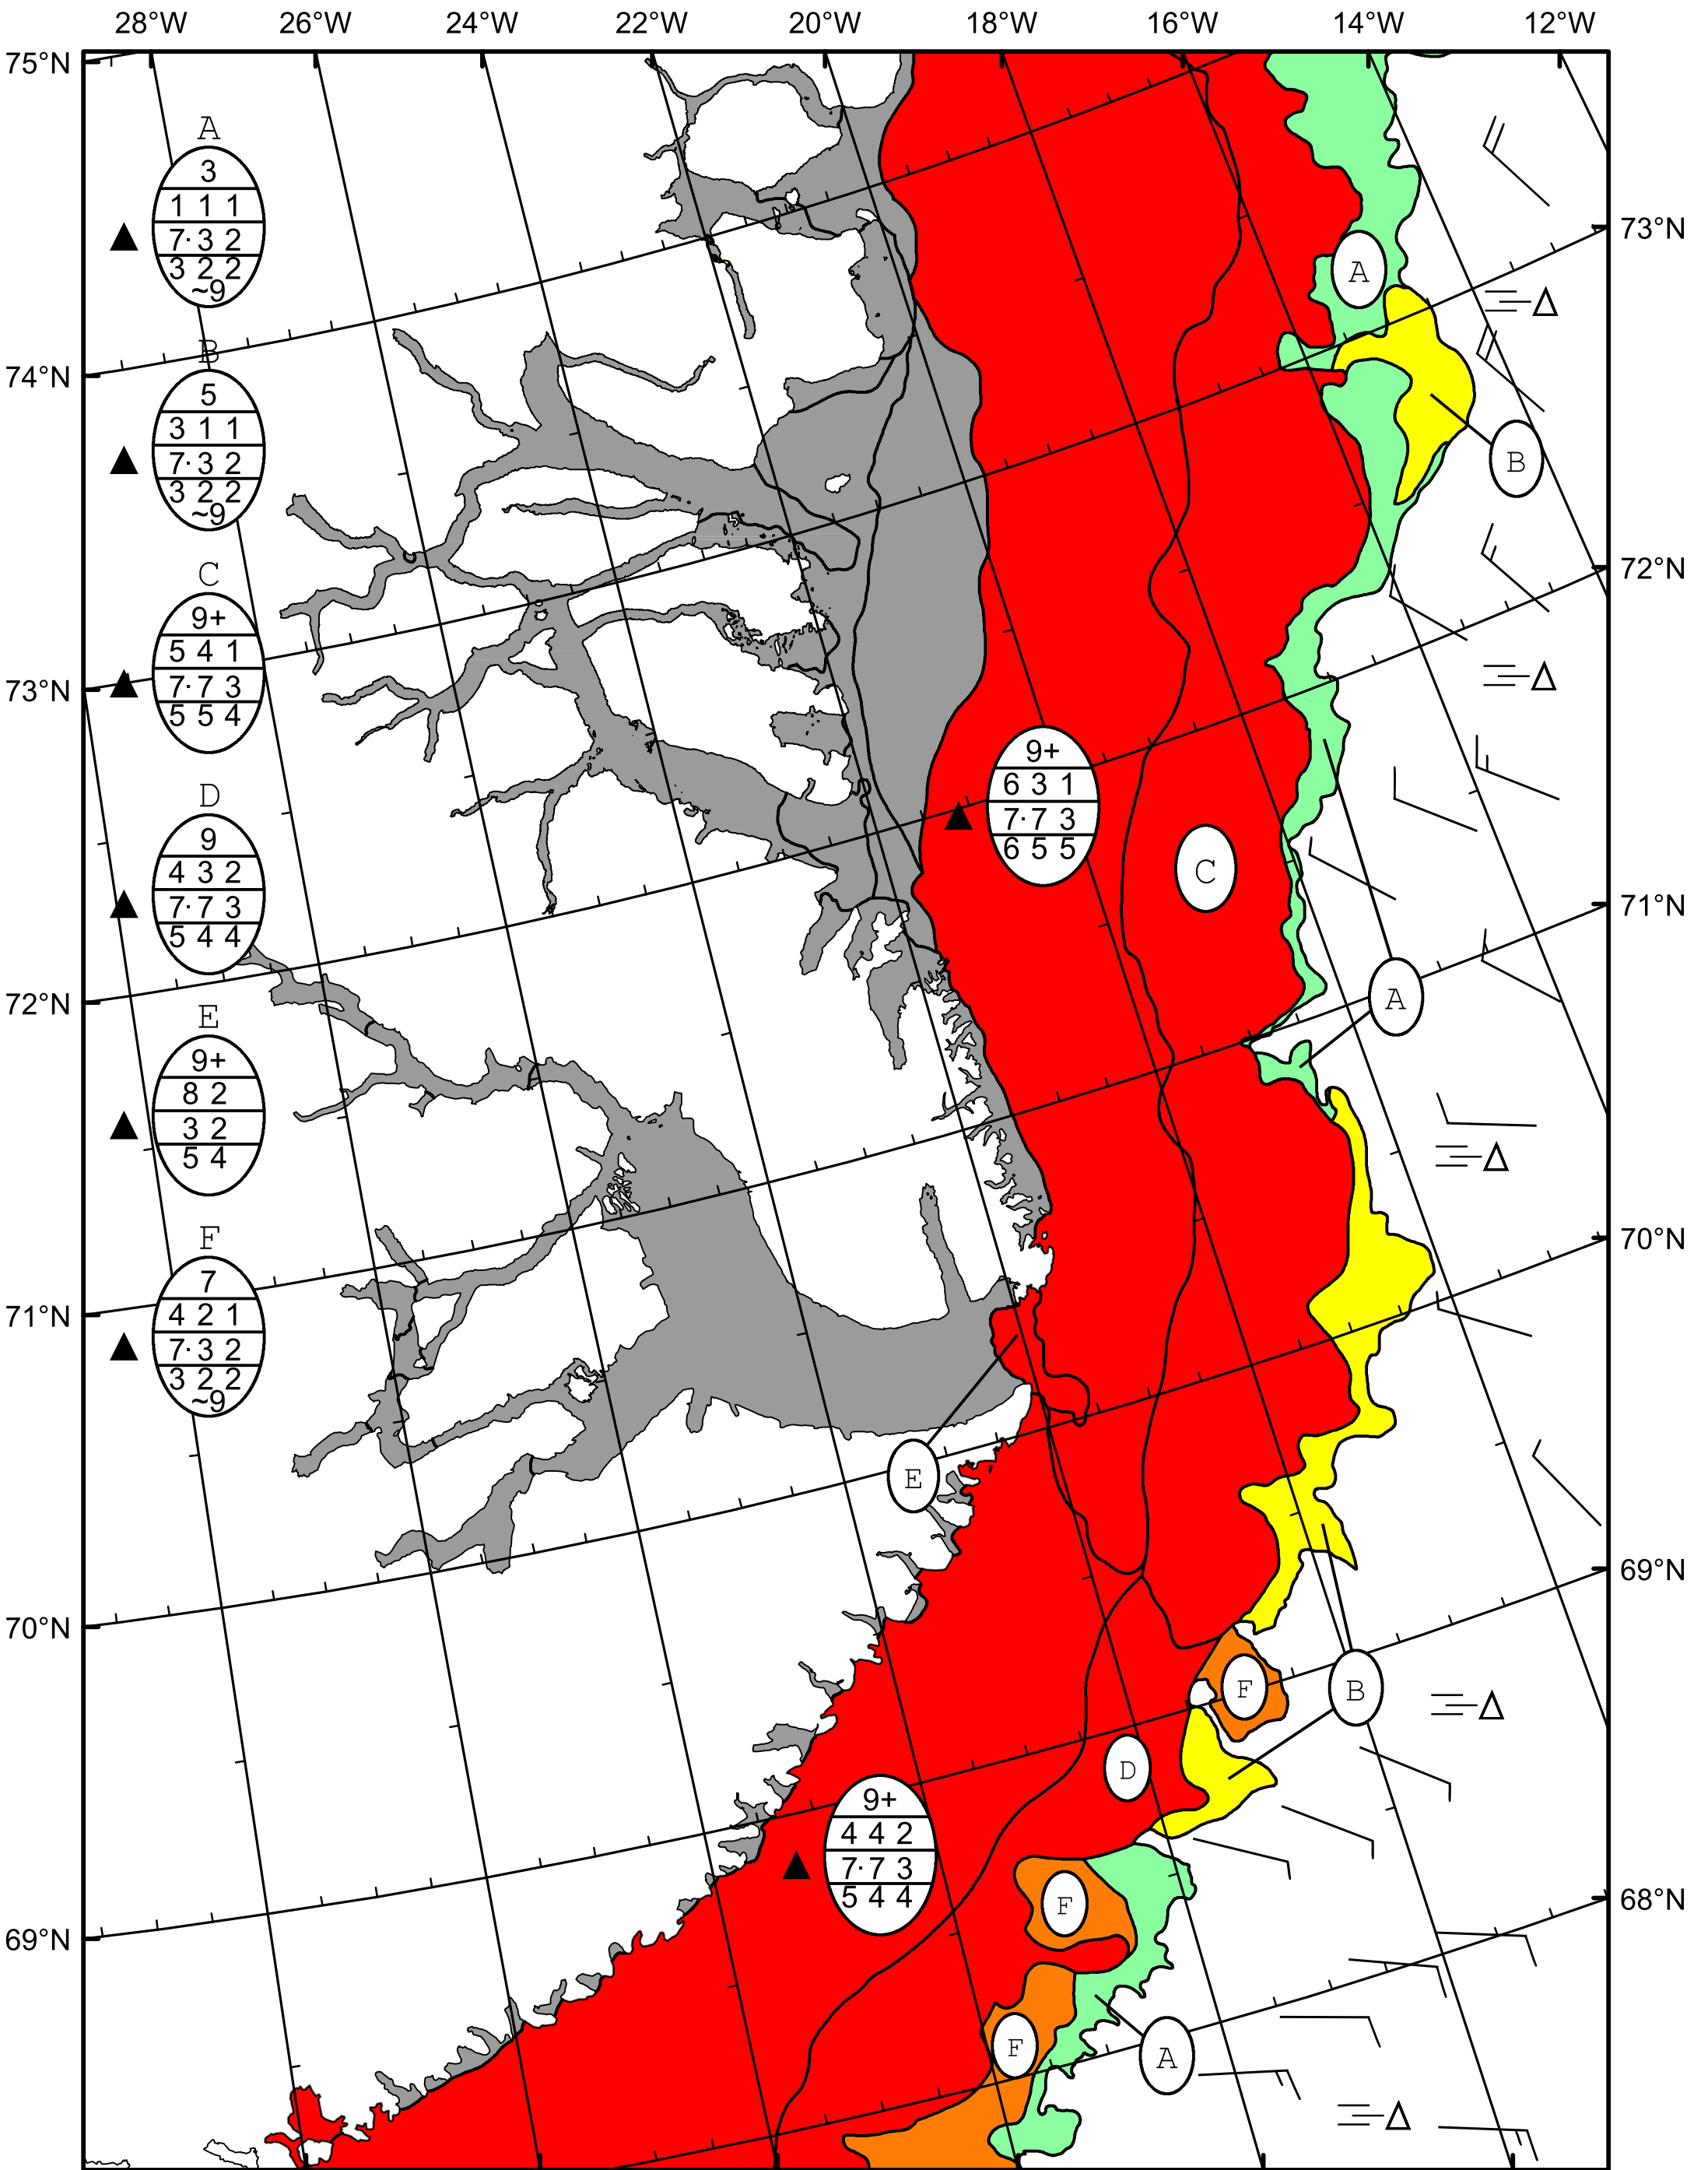 28°W 26°W 24°W 22°W 20°W 18°W 16°W 14°W 12°W
75°N
A
3
1 1 1
7· 3 2
3 2 2
~9
73°N
A
B
5
3 1 1
7· 3 2
3 2 2
~9
74°N
B
72°N
C
9+
5 4 1
7· 7 3
5 5 4
73°N
9+
6 3 1
7· 7 3
6 5 5
C
D
9
4 3 2
7· 7 3
5 4 4
71°N
A
72°N
E
9+
8 2
3 2
5 4
70°N
F
7
4 2 1
7· 3 2
3 2 2
~9
71°N
E
69°N
70°N
F
B
D
9+
4 4 2
7· 7 3
5 4 4
F
68°N
69°N
F
A